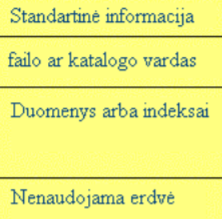 Standartinė informacija
failo ar katalogo vardas
Duomenys arba indeksai
Nenaudojama erdvė